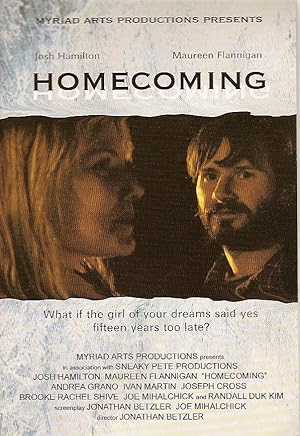 MYRIAD ARTS PRODUCTIONS PRESENTS
Josh Hamilton Maureen Flannigan
HOMECOMING
HOMECOMING
What if the girl of your dreams said yes
fifteen years too late?
MYRIAD ARTS PRODUCTIONS presents
in association with SNEAKY PETE PRODUCTIONS
JOSH HAMILTON MAUREEN FLANNIGAN "HOMECOMING"
ANDREA GRANO IVAN MARTIN JOSEPH CROSS
BROOKE RACHEL SHIVE JOE MIHALCHICK and RANDALL DUK KIM
screenplay JONATHAN BETZLER JOE MIHALCHICK
director JONATHAN BETZLER